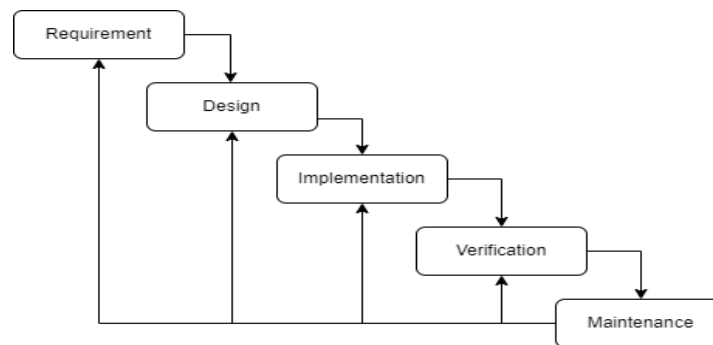 Requirement
Design
Implementation
Verification
Maintenance